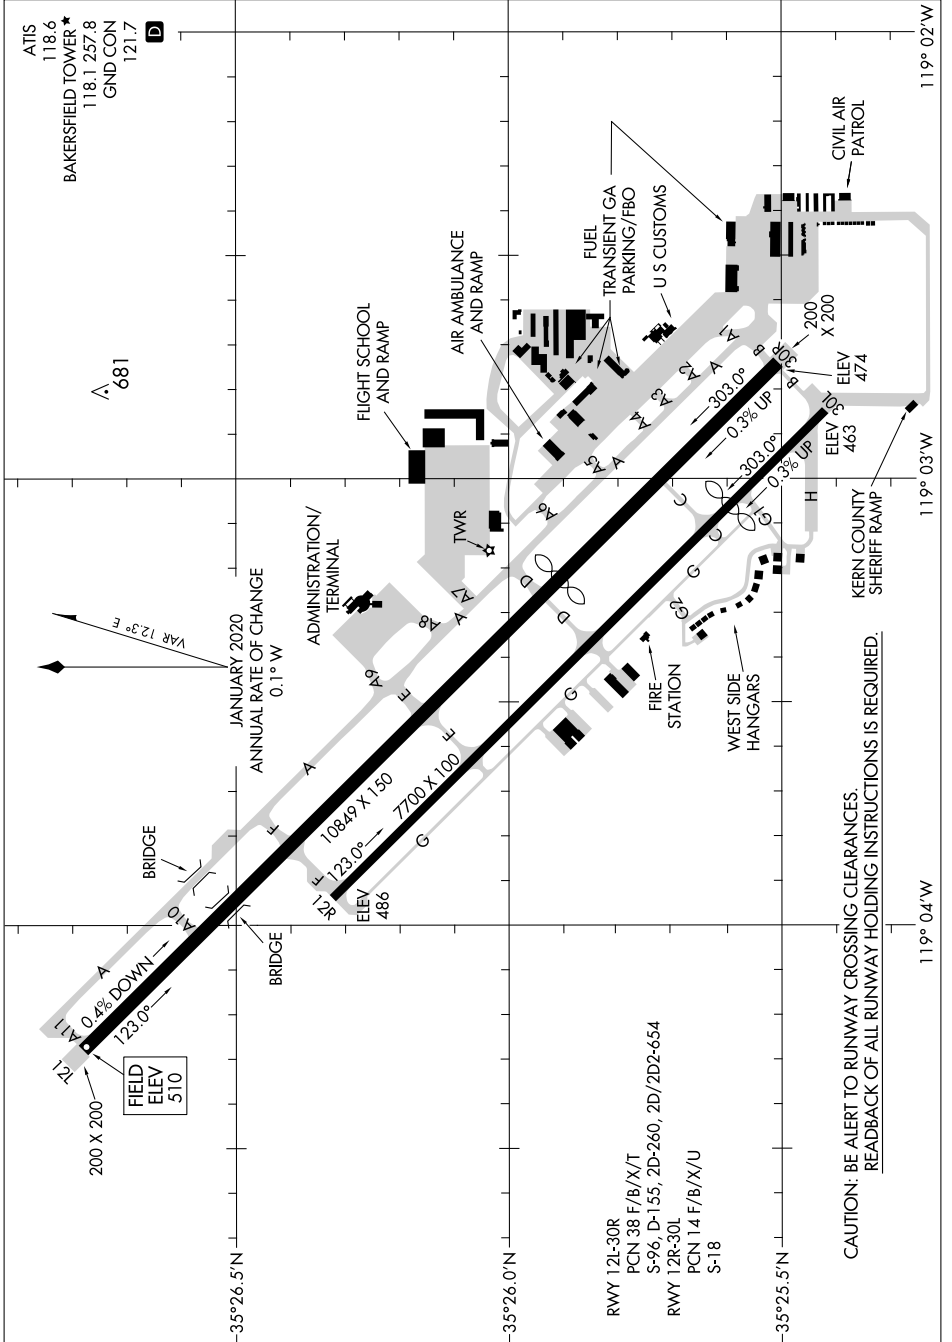 ATIS
118.6
BAKERSFIELD TOWER★
118.1 257.8
GND CON
121.7
D
681
VAR 12.3° E
JANUARY 2020
ANNUAL RATE OF CHANGE
0.1° W
FLIGHT SCHOOL
AND RAMP
AIR AMBULANCE
AND RAMP
FUEL
TRANSIENT GA
PARKING/FBO
U S CUSTOMS
CIVIL AIR
PATROL
ADMINISTRATION/
TERMINAL
TWR
BRIDGE
BRIDGE
A11
A
A10
F
A
A9
E
A8
A
A7
D
A6
A5
A
A4
A3
A2
A
A1
B
12L
0.4% DOWN
123.0°
200 X 200
FIELD
ELEV
510
10849 X 150
303.0°
0.3% UP
30R
B
200
X 200
ELEV
474
F
12R
ELEV
486
123.0°
7700 X 100
E
D
C
C
303.0°
0.3% UP
30L
ELEV
463
G
G
G
G2
G1
H
FIRE
STATION
WEST SIDE
HANGARS
KERN COUNTY
SHERIFF RAMP
RWY 12L-30R
PCN 38 F/B/X/T
S-96, D-155, 2D-260, 2D/2D2-654
RWY 12R-30L
PCN 14 F/B/X/U
S-18
CAUTION: BE ALERT TO RUNWAY CROSSING CLEARANCES.
READBACK OF ALL RUNWAY HOLDING INSTRUCTIONS IS REQUIRED.
35°26.5'N
35°26.0'N
35°25.5'N
119° 04'W
119° 03'W
119° 02'W